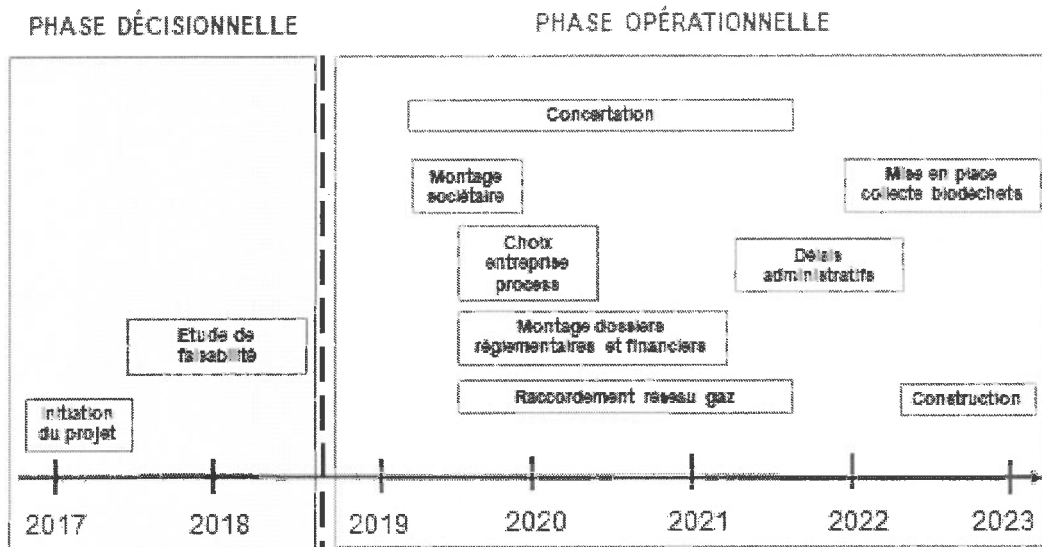 PHASE DÉCISIONNELLE
PHASE OPÉRATIONNELLE
Concertation
Montage
sociétaire
Mise en place
collecte biodéchets
Choix
entreprise
process
Délais
administratifs
Etude de
faisabilité
Montage dossiers
réglementaires et financiers
Initiation
du projet
Raccordement réseau gaz
Construction
2017
2018
2019
2020
2021
2022
2023